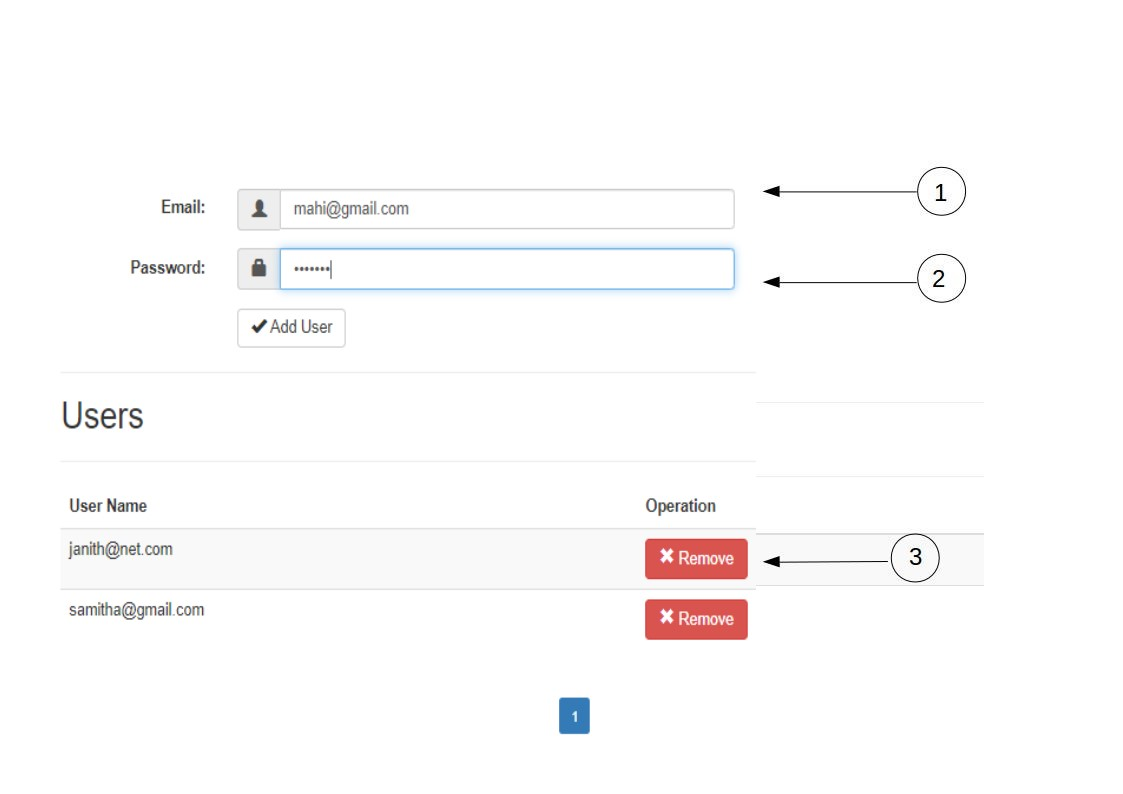 Email: mahi@gmail.com 1
Password: ••••••• 2
Add User
Users
User Name Operation
janith@net.com Remove 3
samitha@gmail.com Remove
1